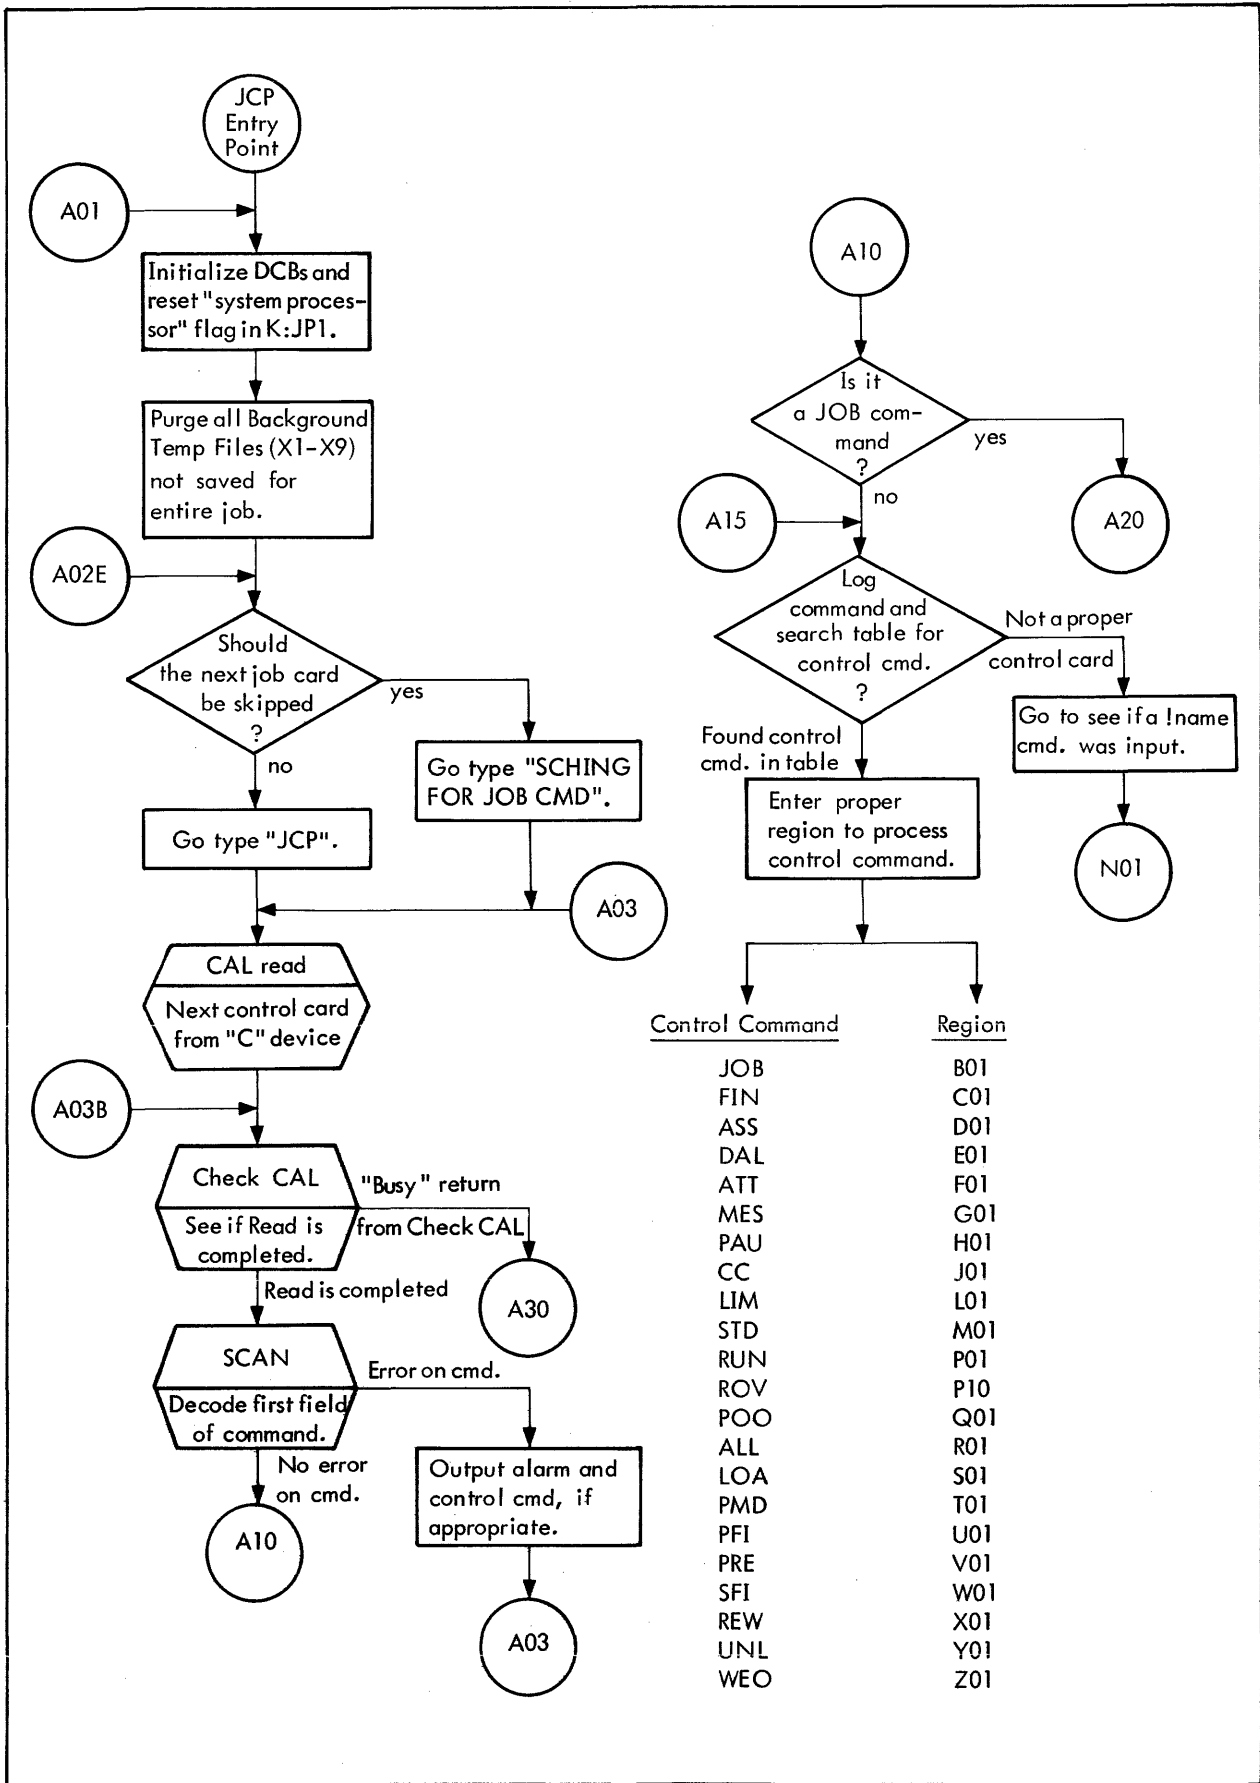 JCP
Entry
Point
A01
Initialize DCBs and
reset "system proces-
sor" flag in K:JP1.
Purge all Background
Temp Files (X1-X9)
not saved for
entire job.
A02E
Should
the next job card
be skipped
?
yes
no
Go type "SCHING
FOR JOB CMD".
Go type "JCP".
A03
CAL read
Next control card
from "C" device
A03B
Check CAL
"Busy" return
from Check CAL
See if Read is
completed.
Read is completed
A30
SCAN
Error on cmd.
Decode first field
of command.
No error
on cmd.
A10
Output alarm and
control cmd, if
appropriate.
A03
A10
Is it
a JOB com-
mand
?
yes
no
A15
A20
Log
command and
search table for
control cmd.
?
Not a proper
control card
Found control
cmd. in table
Go to see if a !name
cmd. was input.
Enter proper
region to process
control command.
N01
Control Command Region
JOB B01
FIN C01
ASS D01
DAL E01
ATT F01
MES G01
PAU H01
CC J01
LIM L01
STD M01
RUN P01
ROV P10
POO Q01
ALL R01
LOA S01
PMD T01
PFI U01
PRE V01
SFI W01
REW X01
UNL Y01
WEO Z01